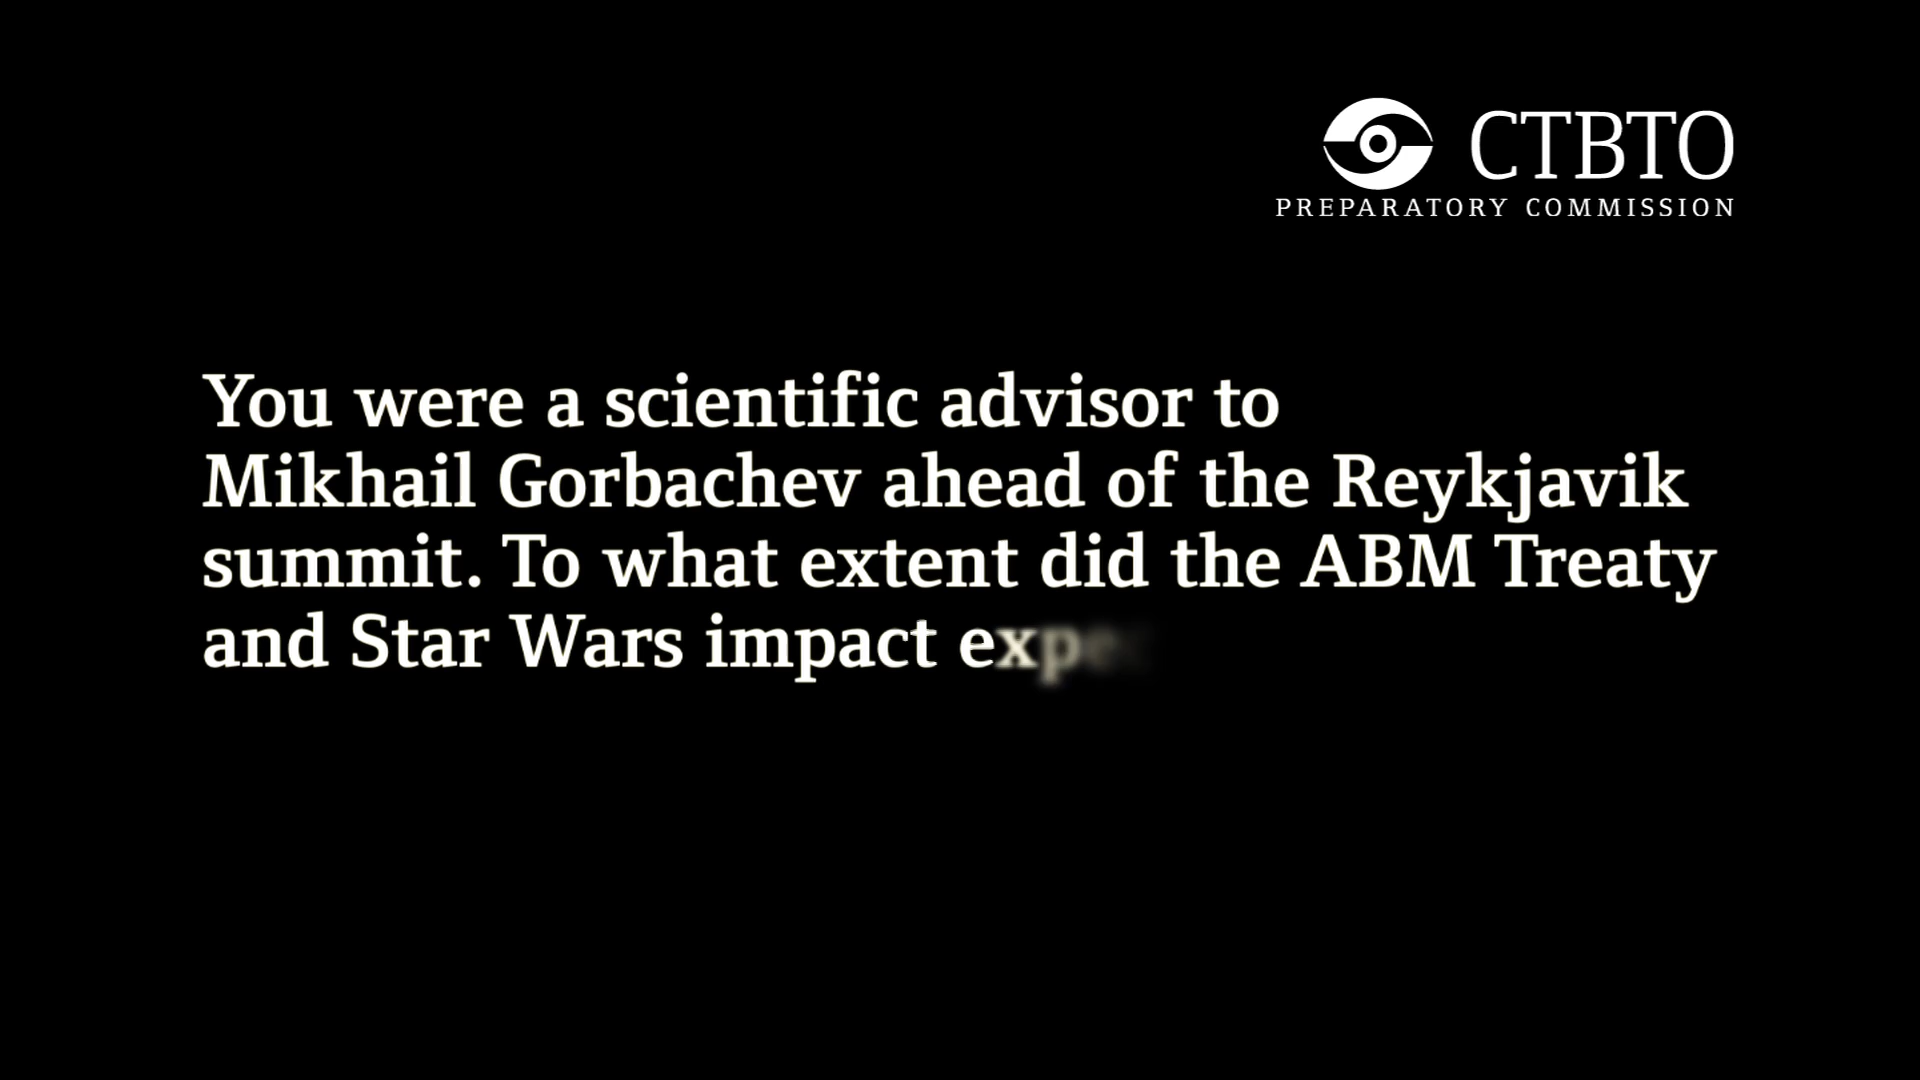 CTBTO
PREPARATORY COMMISSION
You were a scientific advisor to
Mikhail Gorbachev ahead of the Reykjavik
summit. To what extent did the ABM Treaty
and Star Wars impact